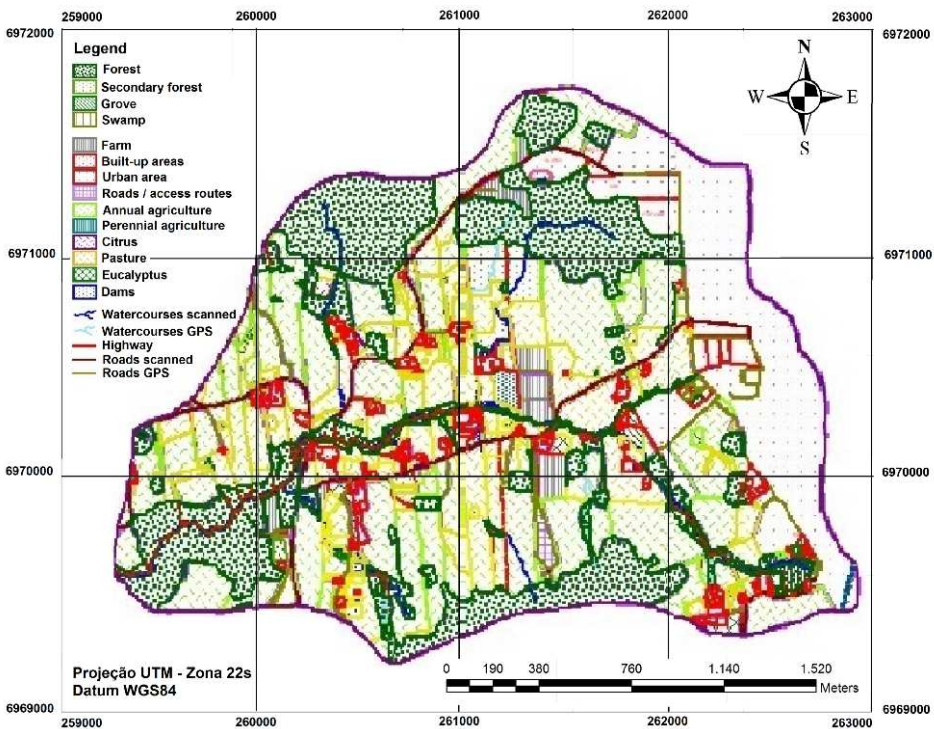 259000 260000 261000 262000 263000
6972000 6972000
Legend
Forest
Secondary forest
Grove
Swamp
Farm
Built-up areas
Urban area
Roads / access routes
Annual agriculture
Perennial agriculture
Citrus
Pasture
Eucalyptus
Dams
Watercourses scanned
Watercourses GPS
Highway
Roads scanned
Roads GPS
N
W E
S
6971000 6971000
6970000 6970000
Projeção UTM - Zona 22s
Datum WGS84
0 190 380 760 1.140 1.520
Meters
6969000 6969000
259000 260000 261000 262000 263000